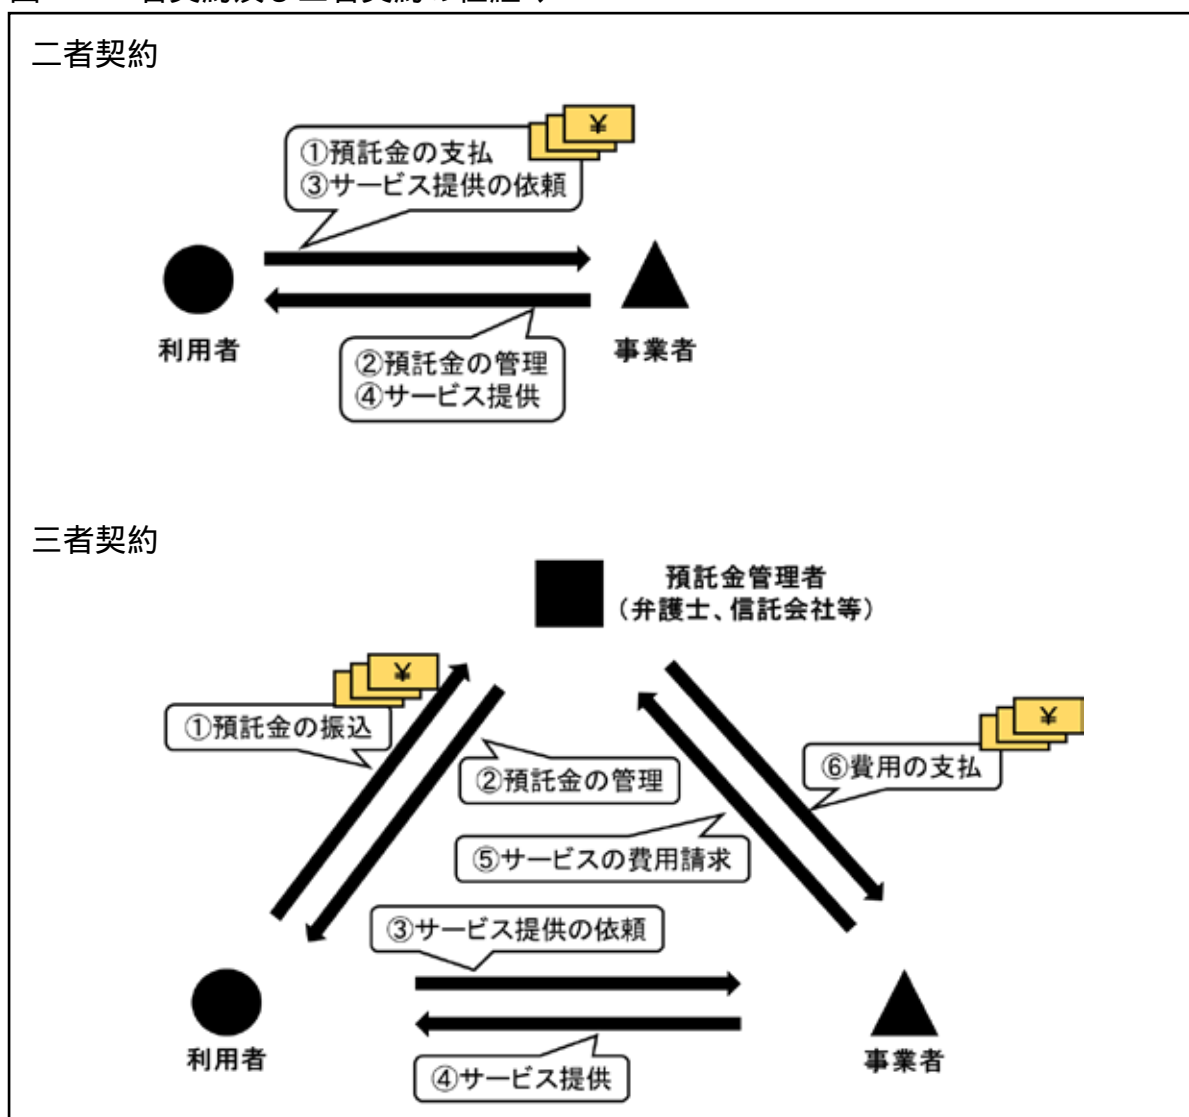 二者契約
¥
①預託金の支払
③サービス提供の依頼
利用者
事業者
②預託金の管理
④サービス提供
三者契約
預託金管理者
（弁護士、信託会社等）
¥
①預託金の振込
¥
②預託金の管理
⑥費用の支払
⑤サービスの費用請求
③サービス提供の依頼
利用者
事業者
④サービス提供